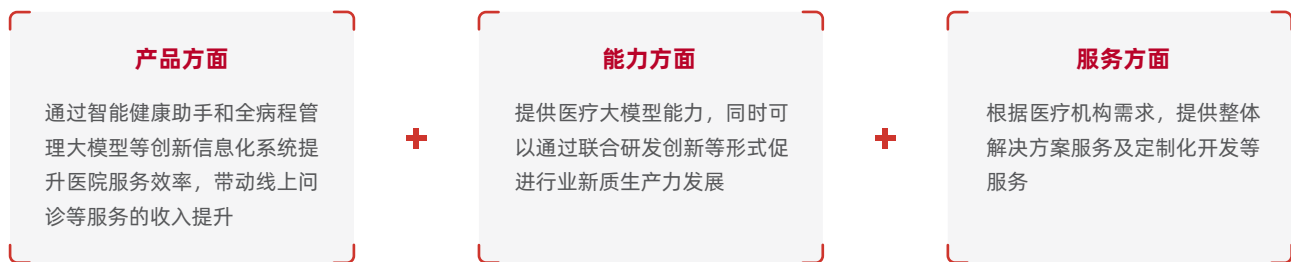 产品方面
通过智能健康助手和全病程管
理大模型等创新信息化系统提
升医院服务效率，带动线上问
诊等服务的收入提升
能力方面
提供医疗大模型能力，同时可
以通过联合研发创新等形式促
进行业新质生产力发展
服务方面
根据医疗机构需求，提供整体
解决方案服务及定制化开发等
服务